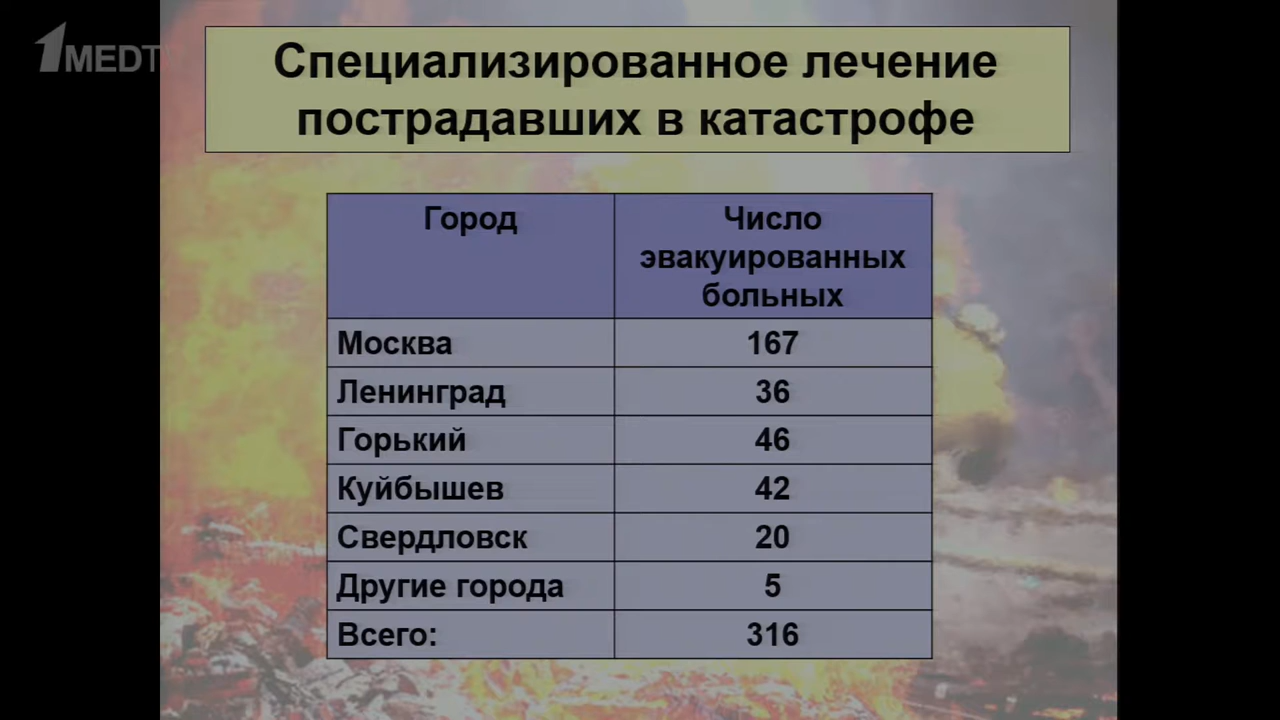 1MEDTV
Специализированное лечение
пострадавших в катастрофе
Город
Число
эвакуированных
больных
Москва 167
Ленинград 36
Горький 46
Куйбышев 42
Свердловск 20
Другие города 5
Всего: 316